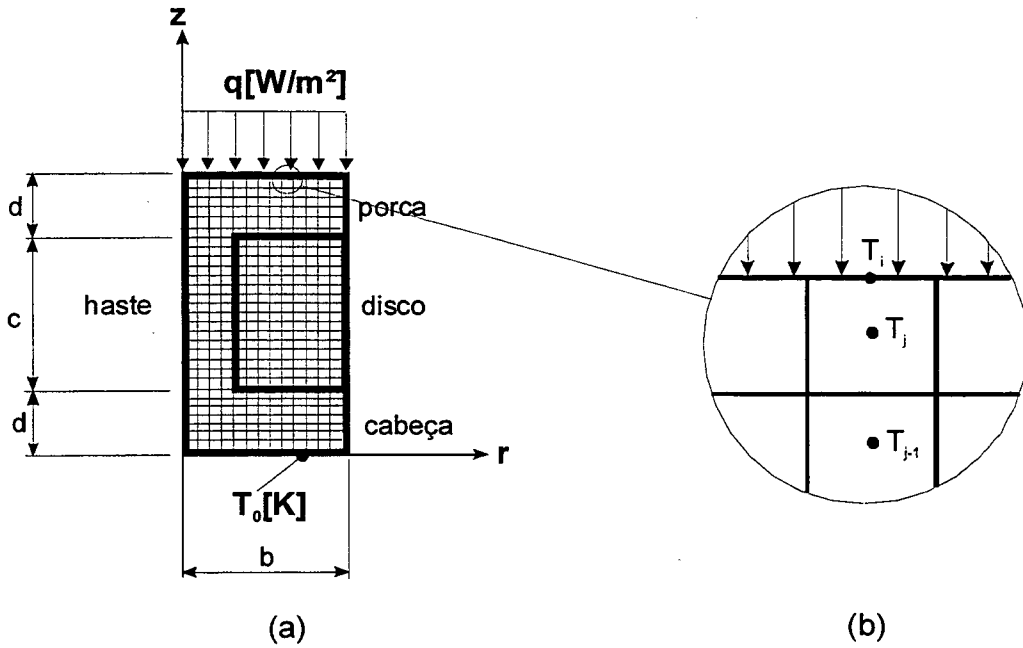 z
q[W/m²]
d
porca
haste
c
disco
d
cabeça
r
T₀[K]
b
(a)
Tᵢ
Tⱼ
Tⱼ₋₁
(b)